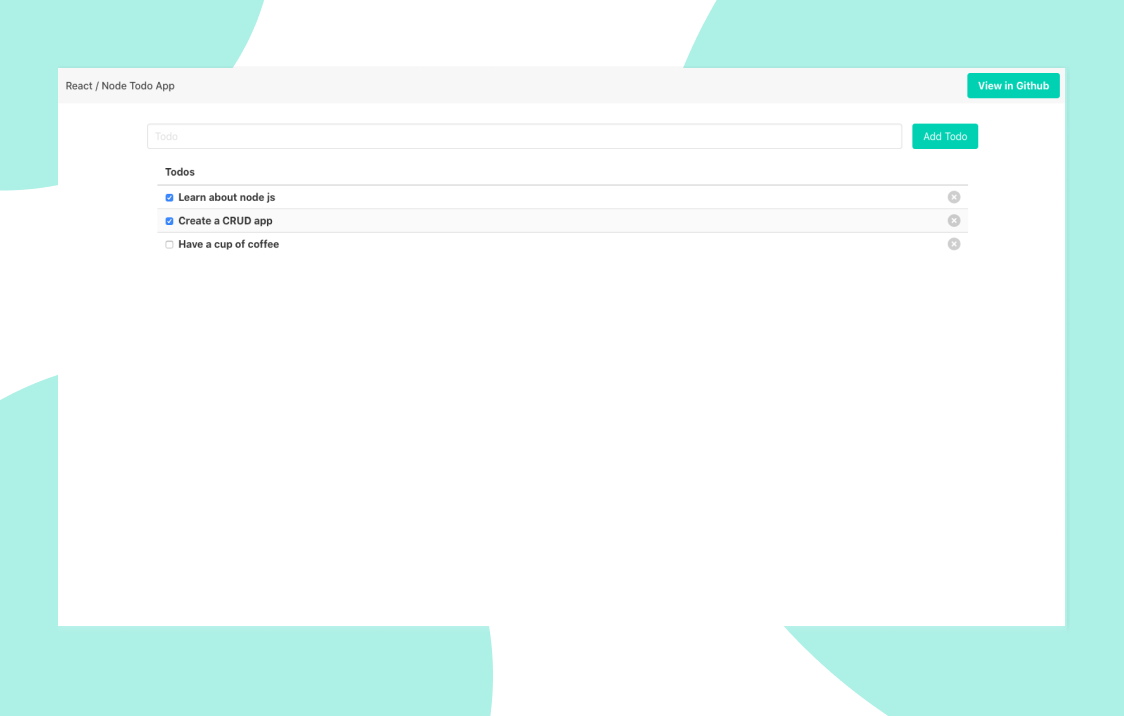 React / Node Todo App
View in Github
Todo
Add Todo
Todos
Learn about node js
Create a CRUD app
Have a cup of coffee